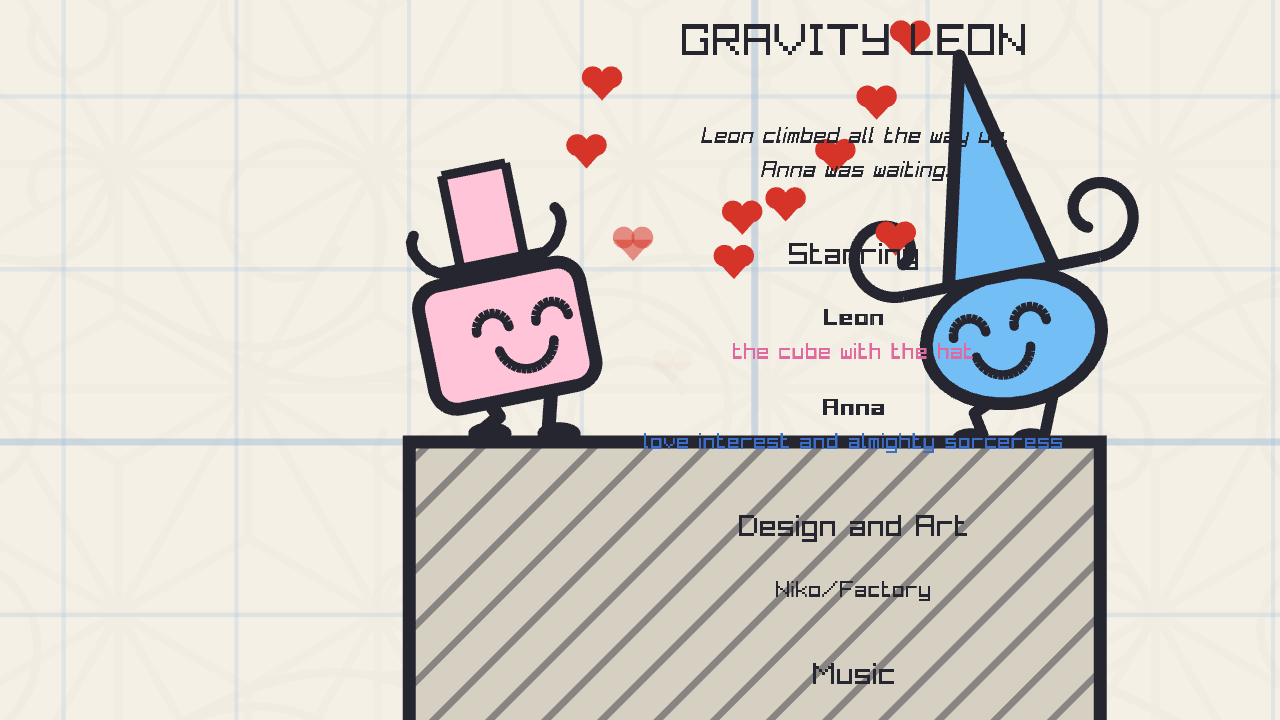 GRAVITY LEON
Leon climbed all the way up.
Anna was waiting.
Starring
Leon
the cube with the hat
Anna
love interest and almighty sorceress
Design and Art
Niko/Factory
Music